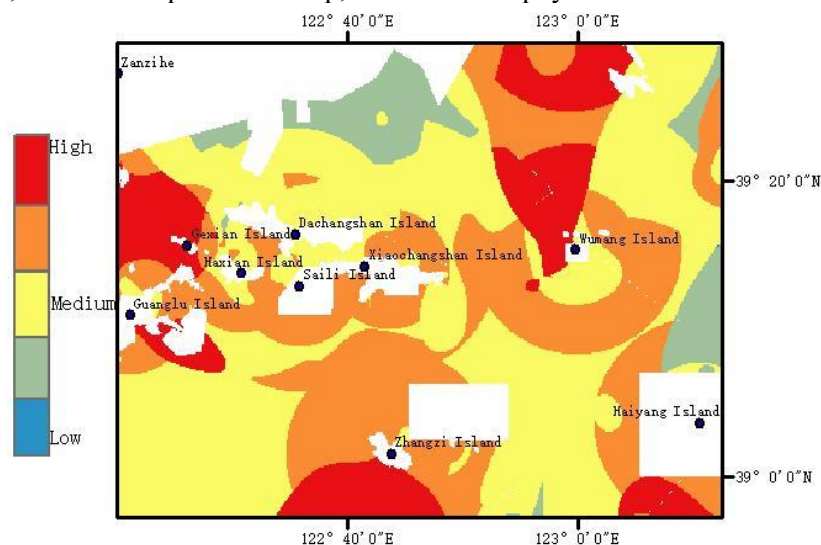 122° 40'0"E
123° 0'0"E
Zanzihe
High
39° 20'0"N
Dachangshan Island
Gexian Island
Wumang Island
Xiaochangshan Island
Haxian Island
Saili Island
Medium
Guanglu Island
Haiyang Island
Low
Zhangzi Island
39° 0'0"N
122° 40'0"E
123° 0'0"E